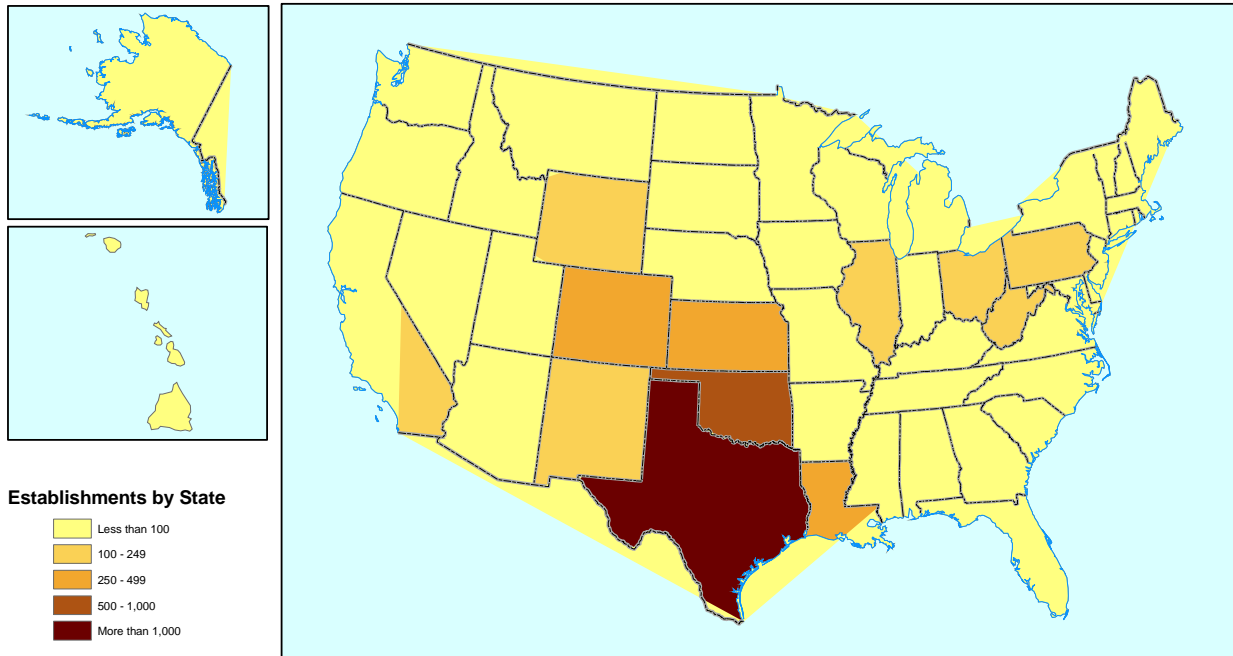 Establishments by State
Less than 100
100 - 249
250 - 499
500 - 1,000
More than 1,000